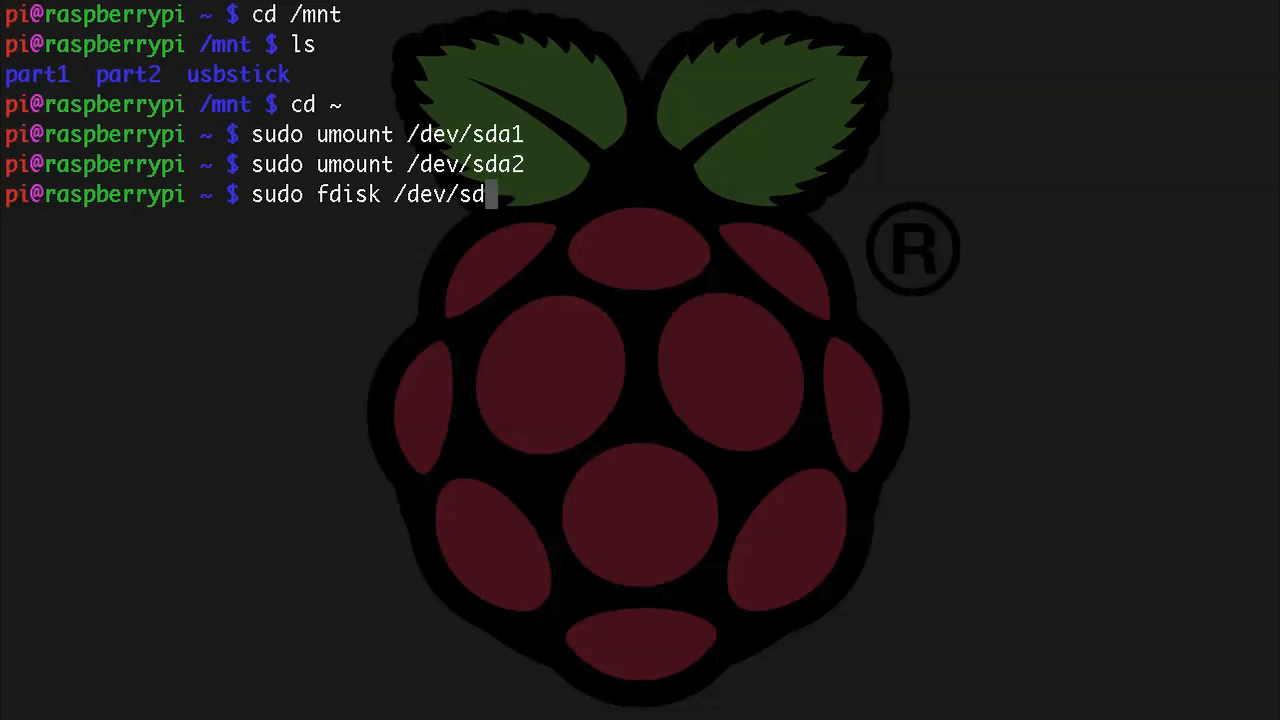 pi@raspberrypi ~ $ cd /mnt
pi@raspberrypi /mnt $ ls
part1  part2  usbstick
pi@raspberrypi /mnt $ cd ~
pi@raspberrypi ~ $ sudo umount /dev/sda1
pi@raspberrypi ~ $ sudo umount /dev/sda2
pi@raspberrypi ~ $ sudo fdisk /dev/sd
®